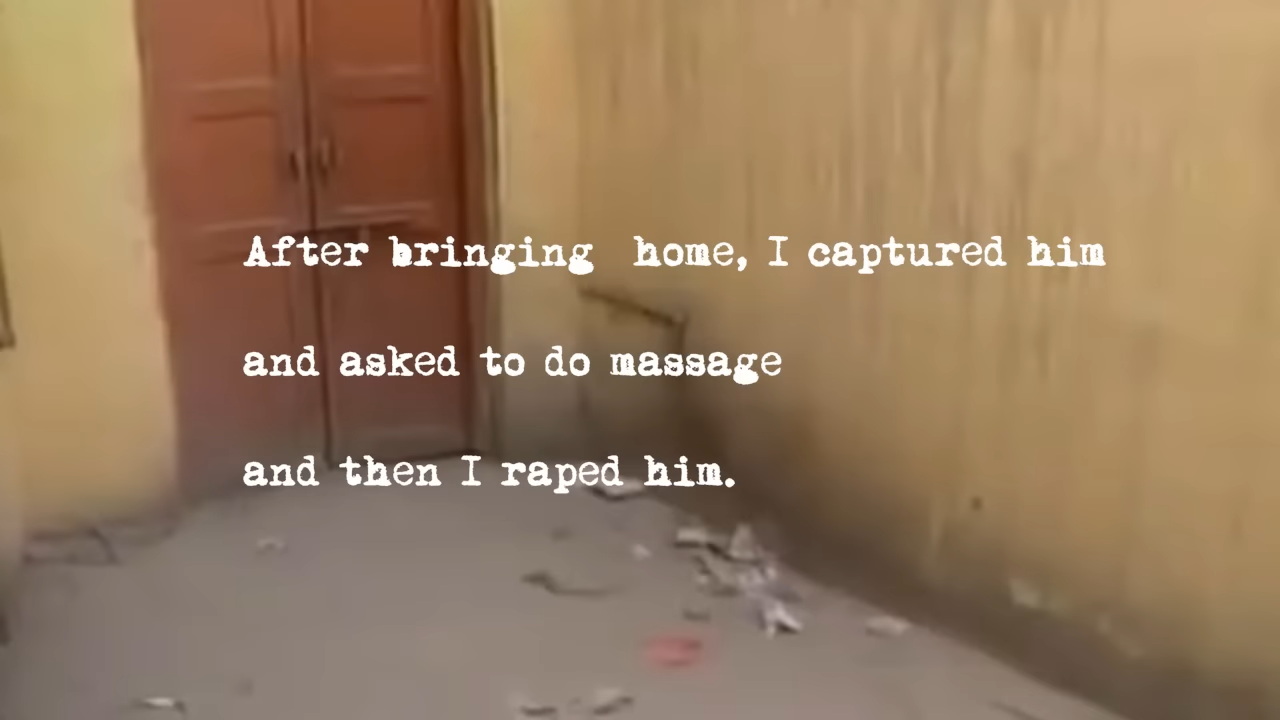 After bringing home, I captured him
and asked to do massage
and then I raped him.